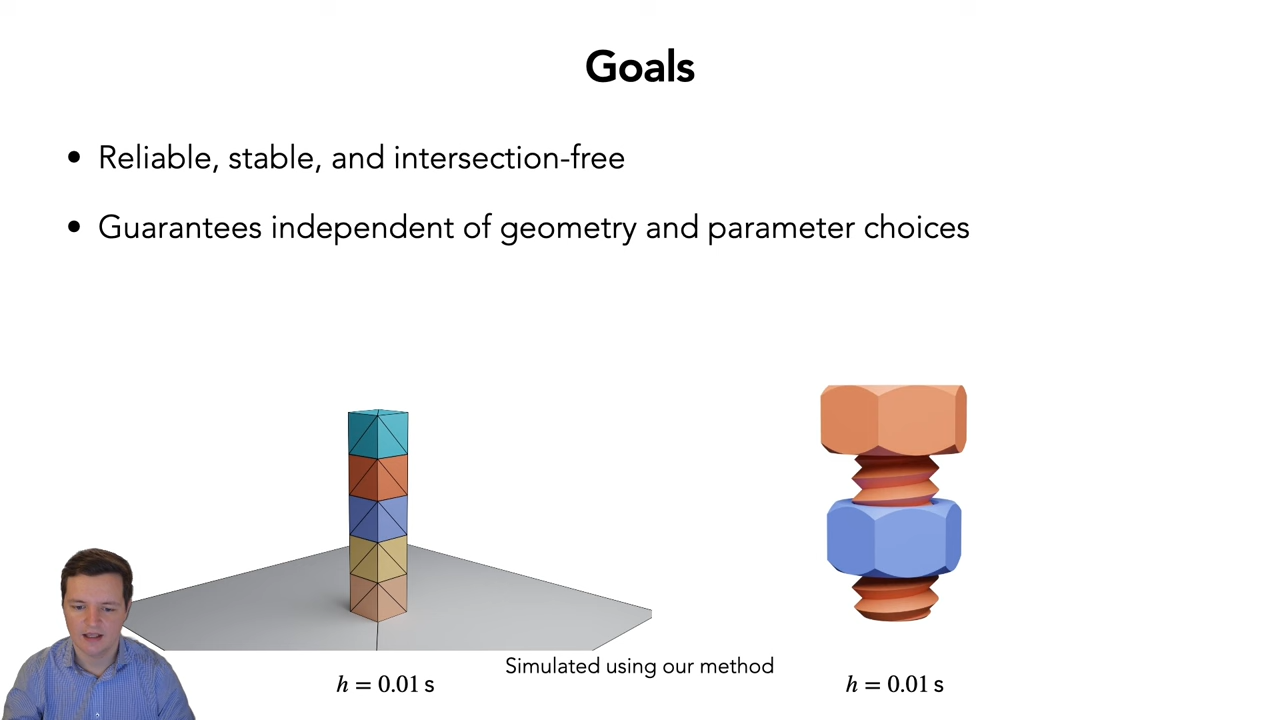 Goals
• Reliable, stable, and intersection-free
• Guarantees independent of geometry and parameter choices
Simulated using our method
h = 0.01 s
h = 0.01 s